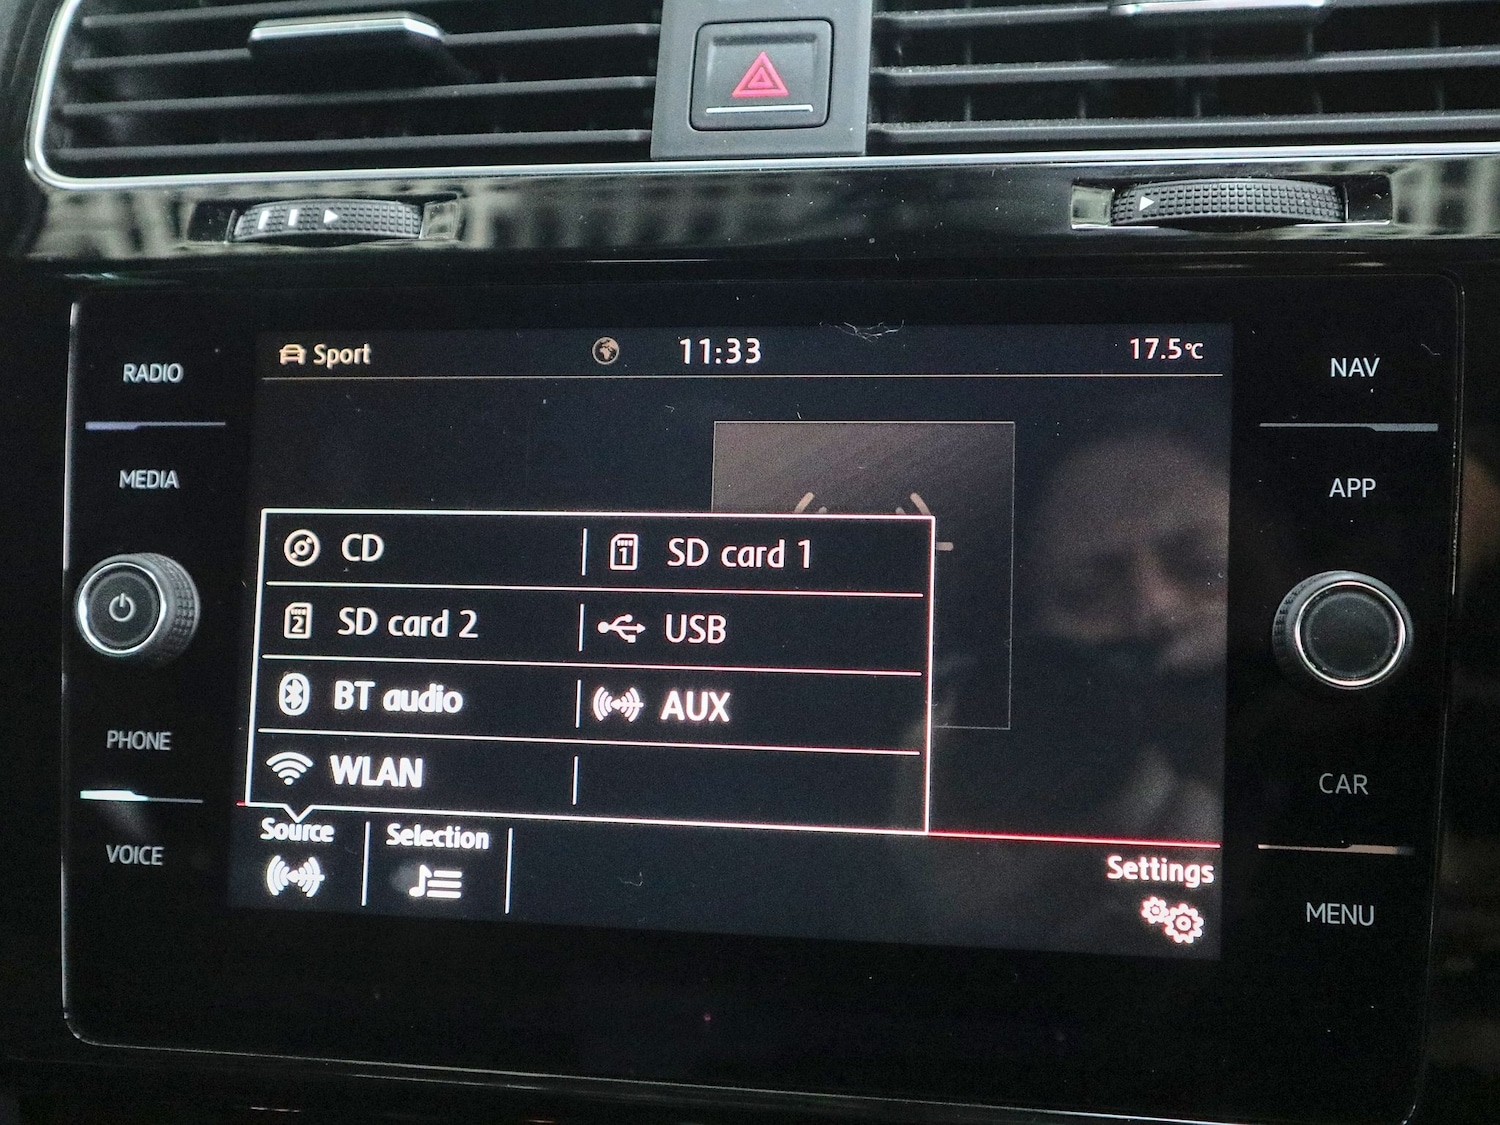 RADIO
MEDIA
PHONE
VOICE
Sport 11:33 17.5°C
CD
SD card 1
SD card 2
USB
BT audio
AUX
WLAN
Source
Selection
Settings
NAV
APP
CAR
MENU